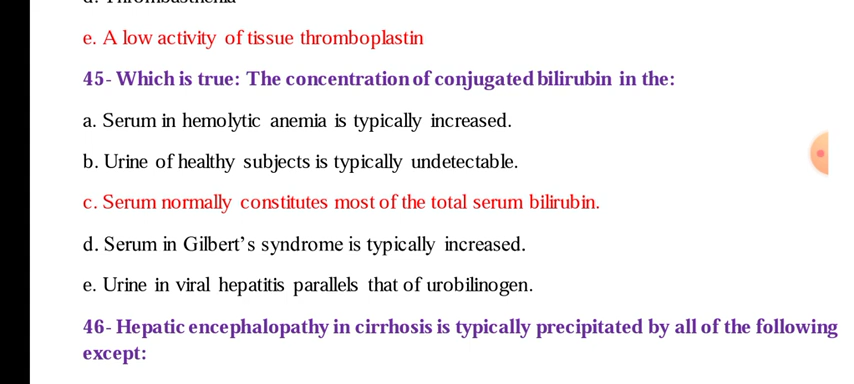 d. Thrombasthenia
e. A low activity of tissue thromboplastin
45- Which is true: The concentration of conjugated bilirubin in the:
a. Serum in hemolytic anemia is typically increased.
b. Urine of healthy subjects is typically undetectable.
c. Serum normally constitutes most of the total serum bilirubin.
d. Serum in Gilbert’s syndrome is typically increased.
e. Urine in viral hepatitis parallels that of urobilinogen.
46- Hepatic encephalopathy in cirrhosis is typically precipitated by all of the following
except: